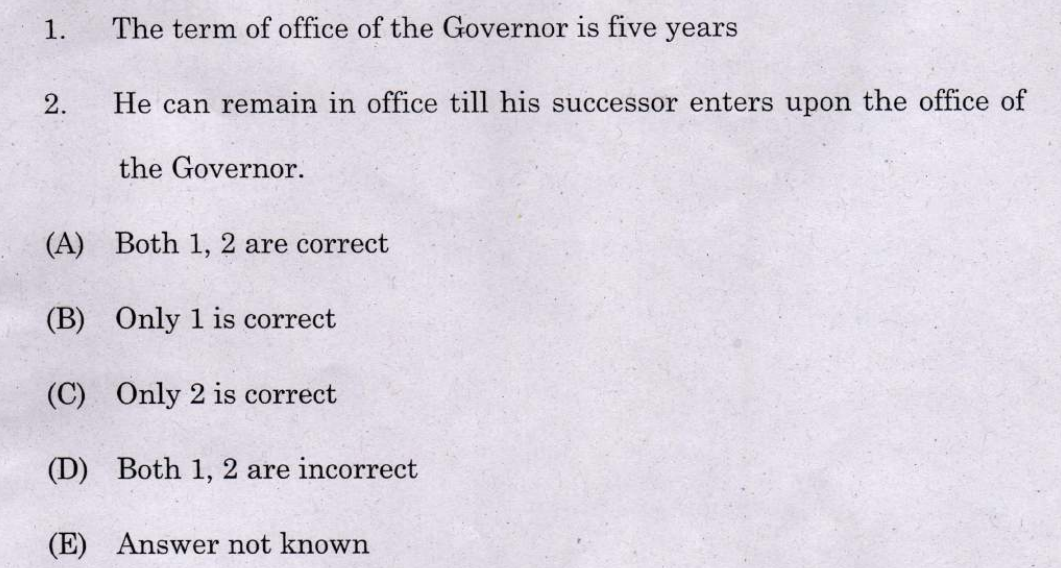 1. The term of office of the Governor is five years
2. He can remain in office till his successor enters upon the office of
the Governor.
(A) Both 1, 2 are correct
(B) Only 1 is correct
(C) Only 2 is correct
(D) Both 1, 2 are incorrect
(E) Answer not known